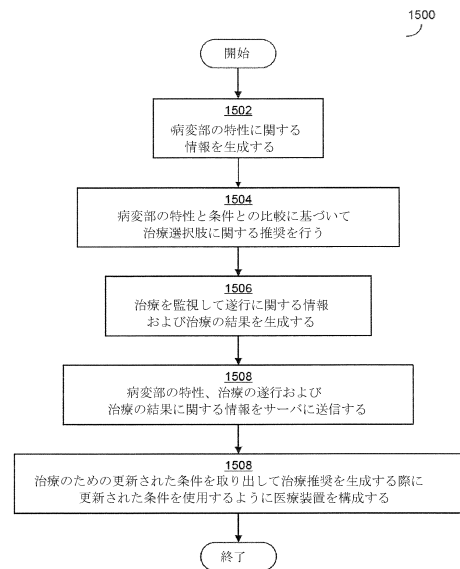 1500
開始
1502
病変部の特性に関する
情報を生成する
1504
病変部の特性と条件との比較に基づいて
治療選択肢に関する推奨を行う
1506
治療を監視して遂行に関する情報
および治療の結果を生成する
1508
病変部の特性、治療の遂行および
治療の結果に関する情報をサーバに送信する
1508
治療のための更新された条件を取り出して治療推奨を生成する際に
更新された条件を使用するように医療装置を構成する
終了